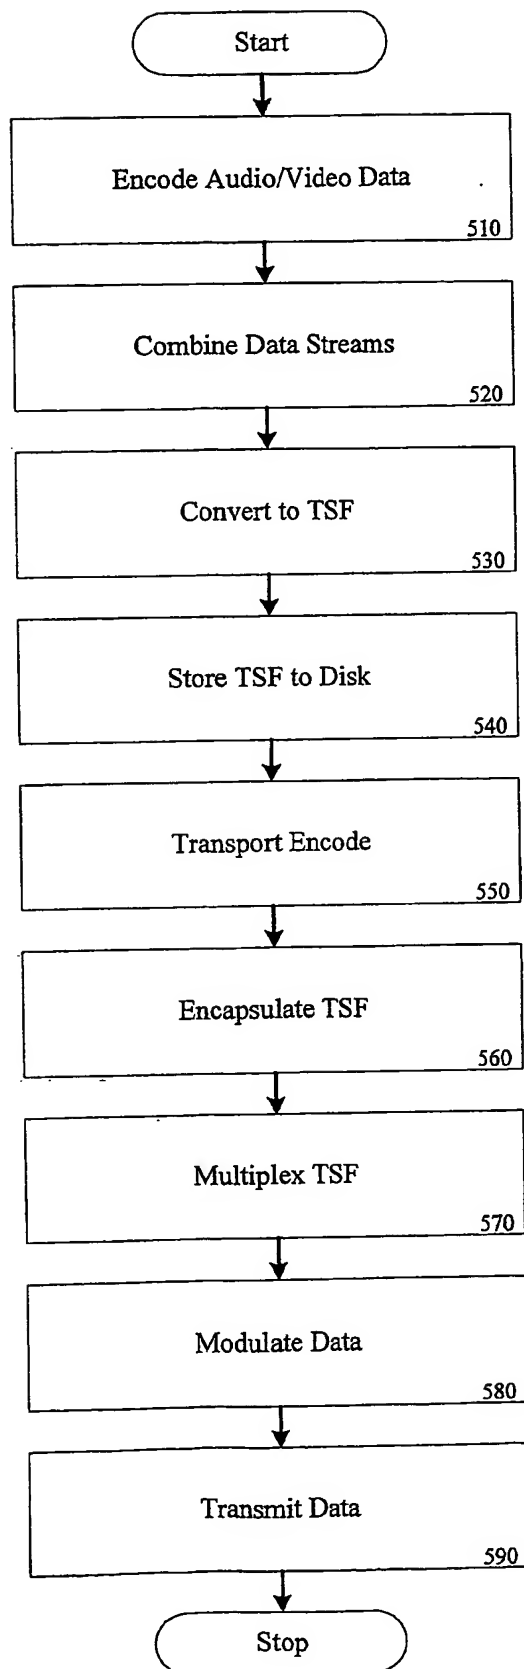 Start
Encode Audio/Video Data
510
Combine Data Streams
520
Convert to TSF
530
Store TSF to Disk
540
Transport Encode
550
Encapsulate TSF
560
Multiplex TSF
570
Modulate Data
580
Transmit Data
590
Stop